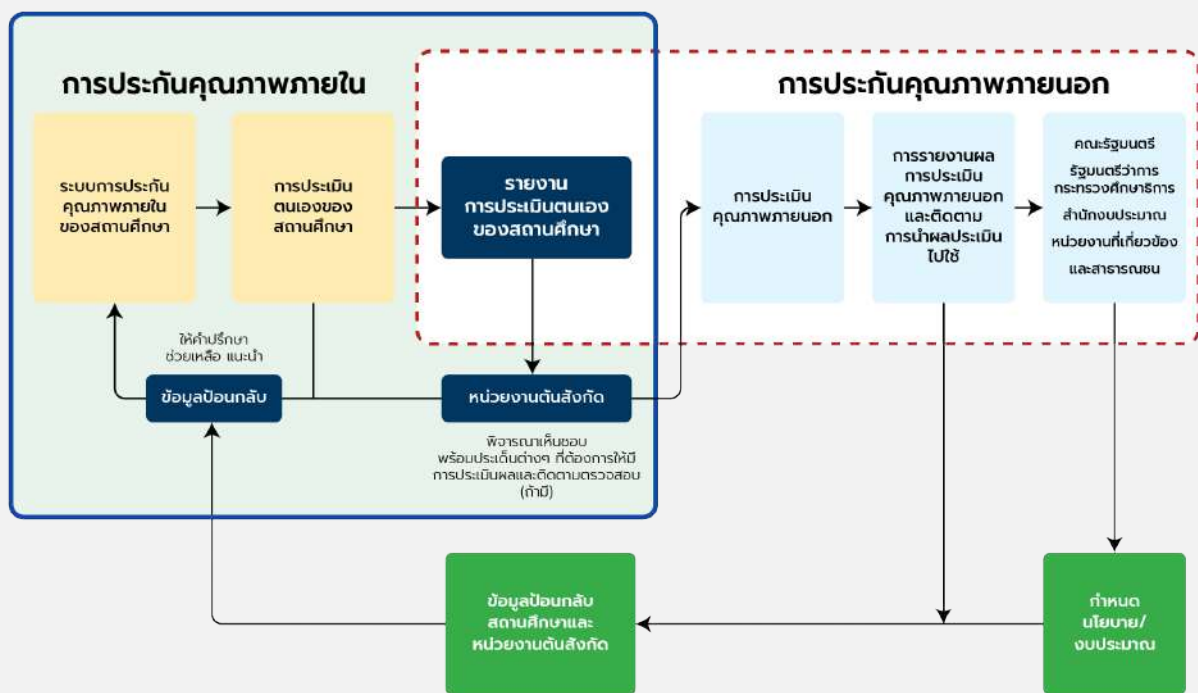 การประกันคุณภาพภายใน
การประกันคุณภาพภายนอก
ระบบการประกัน
คุณภาพภายใน
ของสถานศึกษา
การประเมิน
ตนเองของ
สถานศึกษา
รายงาน
การประเมินตนเอง
ของสถานศึกษา
การประเมิน
คุณภาพภายนอก
การรายงานผล
การประเมิน
คุณภาพภายนอก
และติดตาม
การนำผลประเมิน
ไปใช้
คณะรัฐมนตรี
รัฐมนตรีว่าการ
กระทรวงศึกษาธิการ
สำนักงบประมาณ
หน่วยงานที่เกี่ยวข้อง
และสาธารณชน
ให้คำปรึกษา
ช่วยเหลือ แนะนำ
ข้อมูลป้อนกลับ
หน่วยงานต้นสังกัด
พิจารณาเห็นชอบ
พร้อมประเด็นต่างๆ ที่ต้องการให้มี
การประเมินผลและติดตามตรวจสอบ
(ถ้ามี)
ข้อมูลป้อนกลับ
สถานศึกษาและ
หน่วยงานต้นสังกัด
กำหนด
นโยบาย/
งบประมาณ